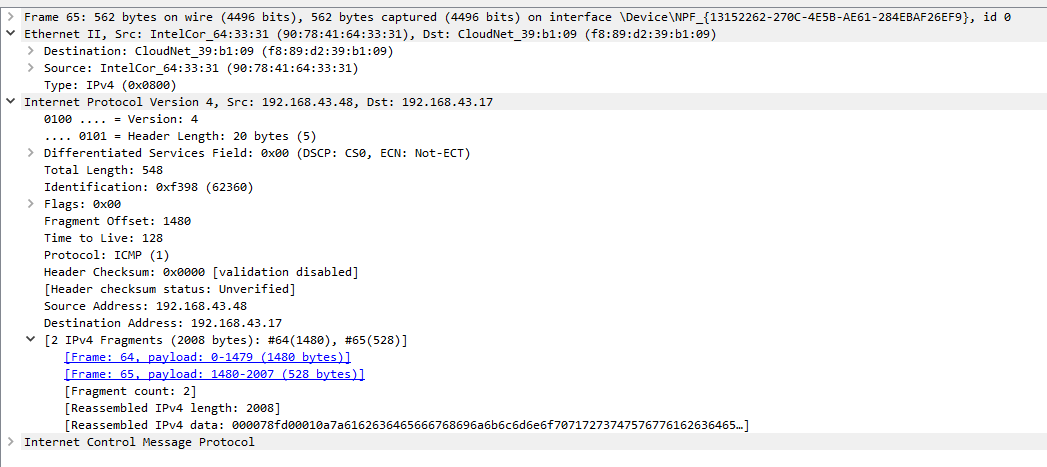 Frame 65: 562 bytes on wire (4496 bits), 562 bytes captured (4496 bits) on interface \Device\NPF_{13152262-270C-4E5B-AE61-284EBAF26EF9}, id 0
Ethernet II, Src: IntelCor_64:33:31 (90:78:41:64:33:31), Dst: CloudNet_39:b1:09 (f8:89:d2:39:b1:09)
Destination: CloudNet_39:b1:09 (f8:89:d2:39:b1:09)
Source: IntelCor_64:33:31 (90:78:41:64:33:31)
Type: IPv4 (0x0800)
Internet Protocol Version 4, Src: 192.168.43.48, Dst: 192.168.43.17
0100 .... = Version: 4
.... 0101 = Header Length: 20 bytes (5)
Differentiated Services Field: 0x00 (DSCP: CS0, ECN: Not-ECT)
Total Length: 548
Identification: 0xf398 (62360)
Flags: 0x00
Fragment Offset: 1480
Time to Live: 128
Protocol: ICMP (1)
Header Checksum: 0x0000 [validation disabled]
[Header checksum status: Unverified]
Source Address: 192.168.43.48
Destination Address: 192.168.43.17
[2 IPv4 Fragments (2008 bytes): #64(1480), #65(528)]
[Frame: 64, payload: 0-1479 (1480 bytes)]
[Frame: 65, payload: 1480-2007 (528 bytes)]
[Fragment count: 2]
[Reassembled IPv4 length: 2008]
[Reassembled IPv4 data: 000078fd00010a7a6162636465666768696a6b6c6d6e6f7071727374757677616263646465…]
Internet Control Message Protocol